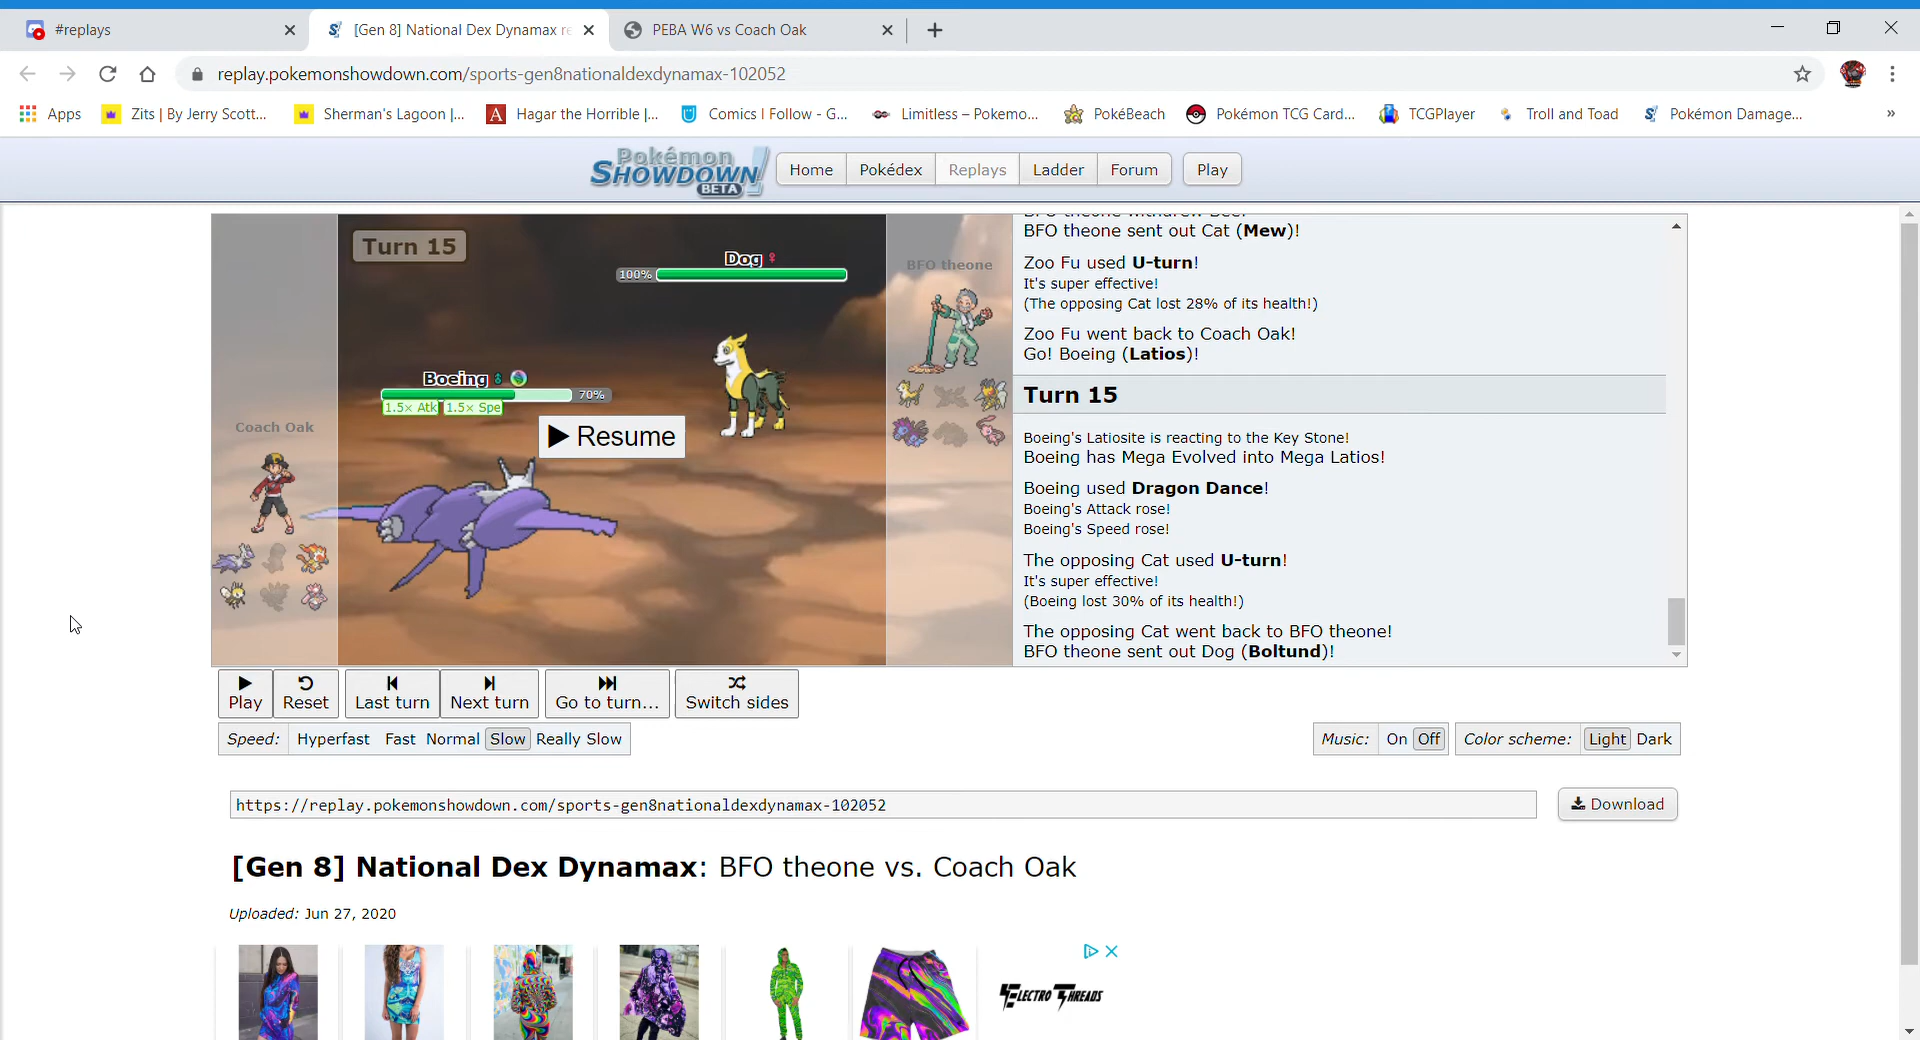 #replays
[Gen 8] National Dex Dynamax re
PEBA W6 vs Coach Oak
replay.pokemonshowdown.com/sports-gen8nationaldexdynamax-102052
Apps
Zits | By Jerry Scott...
Sherman's Lagoon |...
Hagar the Horrible |...
Comics I Follow - G...
Limitless – Pokemo...
PokéBeach
Pokémon TCG Card...
TCGPlayer
Troll and Toad
Pokémon Damage...
»
Pokémon
SHOWDOWN!
BETA
Home
Pokédex
Replays
Ladder
Forum
Play
Turn 15
Dog ♀
100%
BFO theone
Boeing ♂
70%
1.5× Atk 1.5× Spe
Resume
Coach Oak
BFO theone withdrew Bee!
BFO theone sent out Cat (Mew)!
Zoo Fu used U-turn!
It's super effective!
(The opposing Cat lost 28% of its health!)
Zoo Fu went back to Coach Oak!
Go! Boeing (Latios)!
Turn 15
Boeing's Latiosite is reacting to the Key Stone!
Boeing has Mega Evolved into Mega Latios!
Boeing used Dragon Dance!
Boeing's Attack rose!
Boeing's Speed rose!
The opposing Cat used U-turn!
It's super effective!
(Boeing lost 30% of its health!)
The opposing Cat went back to BFO theone!
BFO theone sent out Dog (Boltund)!
Play
Reset
Last turn
Next turn
Go to turn...
Switch sides
Speed: Hyperfast Fast Normal Slow Really Slow
Music: On Off
Color scheme: Light Dark
https://replay.pokemonshowdown.com/sports-gen8nationaldexdynamax-102052
Download
[Gen 8] National Dex Dynamax: BFO theone vs. Coach Oak
Uploaded: Jun 27, 2020
ELECTRO THREADS